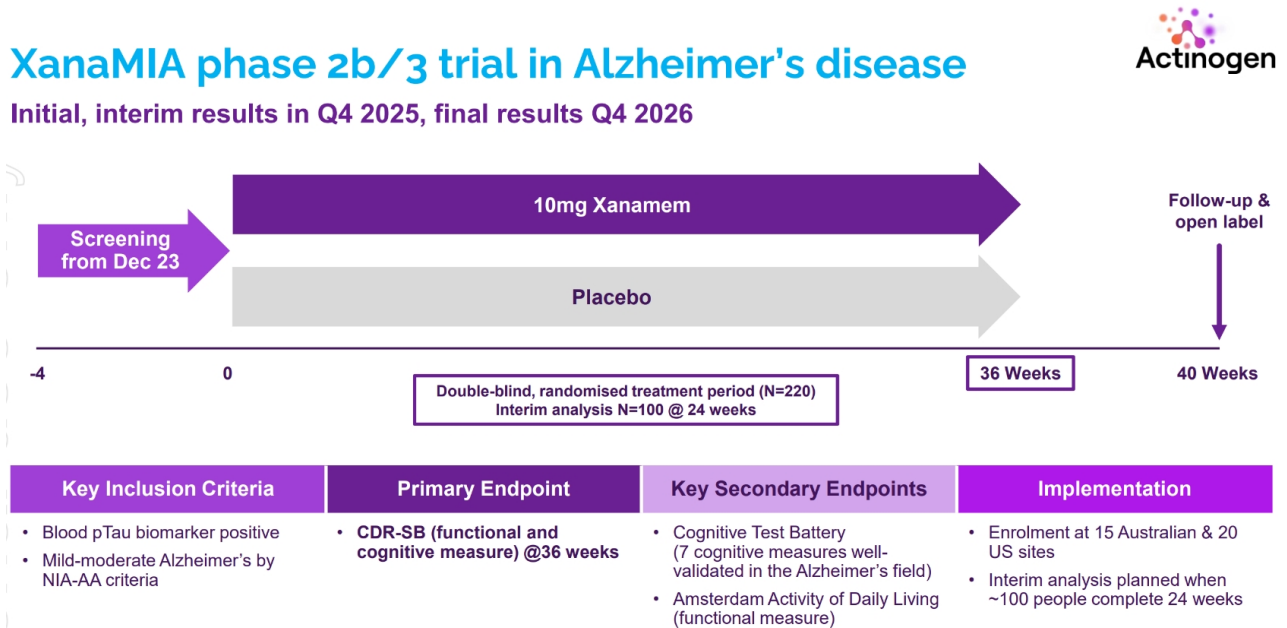 Actinogen
XanaMIA phase 2b/3 trial in Alzheimer's disease
Initial, interim results in Q4 2025, final results Q4 2026
Screening
from Dec 23
10mg Xanamem
Placebo
Follow-up &
open label
-4
0
36 Weeks
40 Weeks
Double-blind, randomised treatment period (N=220)
Interim analysis N=100 @ 24 weeks
Key Inclusion Criteria
• Blood pTau biomarker positive
• Mild-moderate Alzheimer's by
NIA-AA criteria
Primary Endpoint
• CDR-SB (functional and
cognitive measure) @36 weeks
Key Secondary Endpoints
• Cognitive Test Battery
(7 cognitive measures well-
validated in the Alzheimer's field)
• Amsterdam Activity of Daily Living
(functional measure)
Implementation
• Enrolment at 15 Australian & 20
US sites
• Interim analysis planned when
~100 people complete 24 weeks